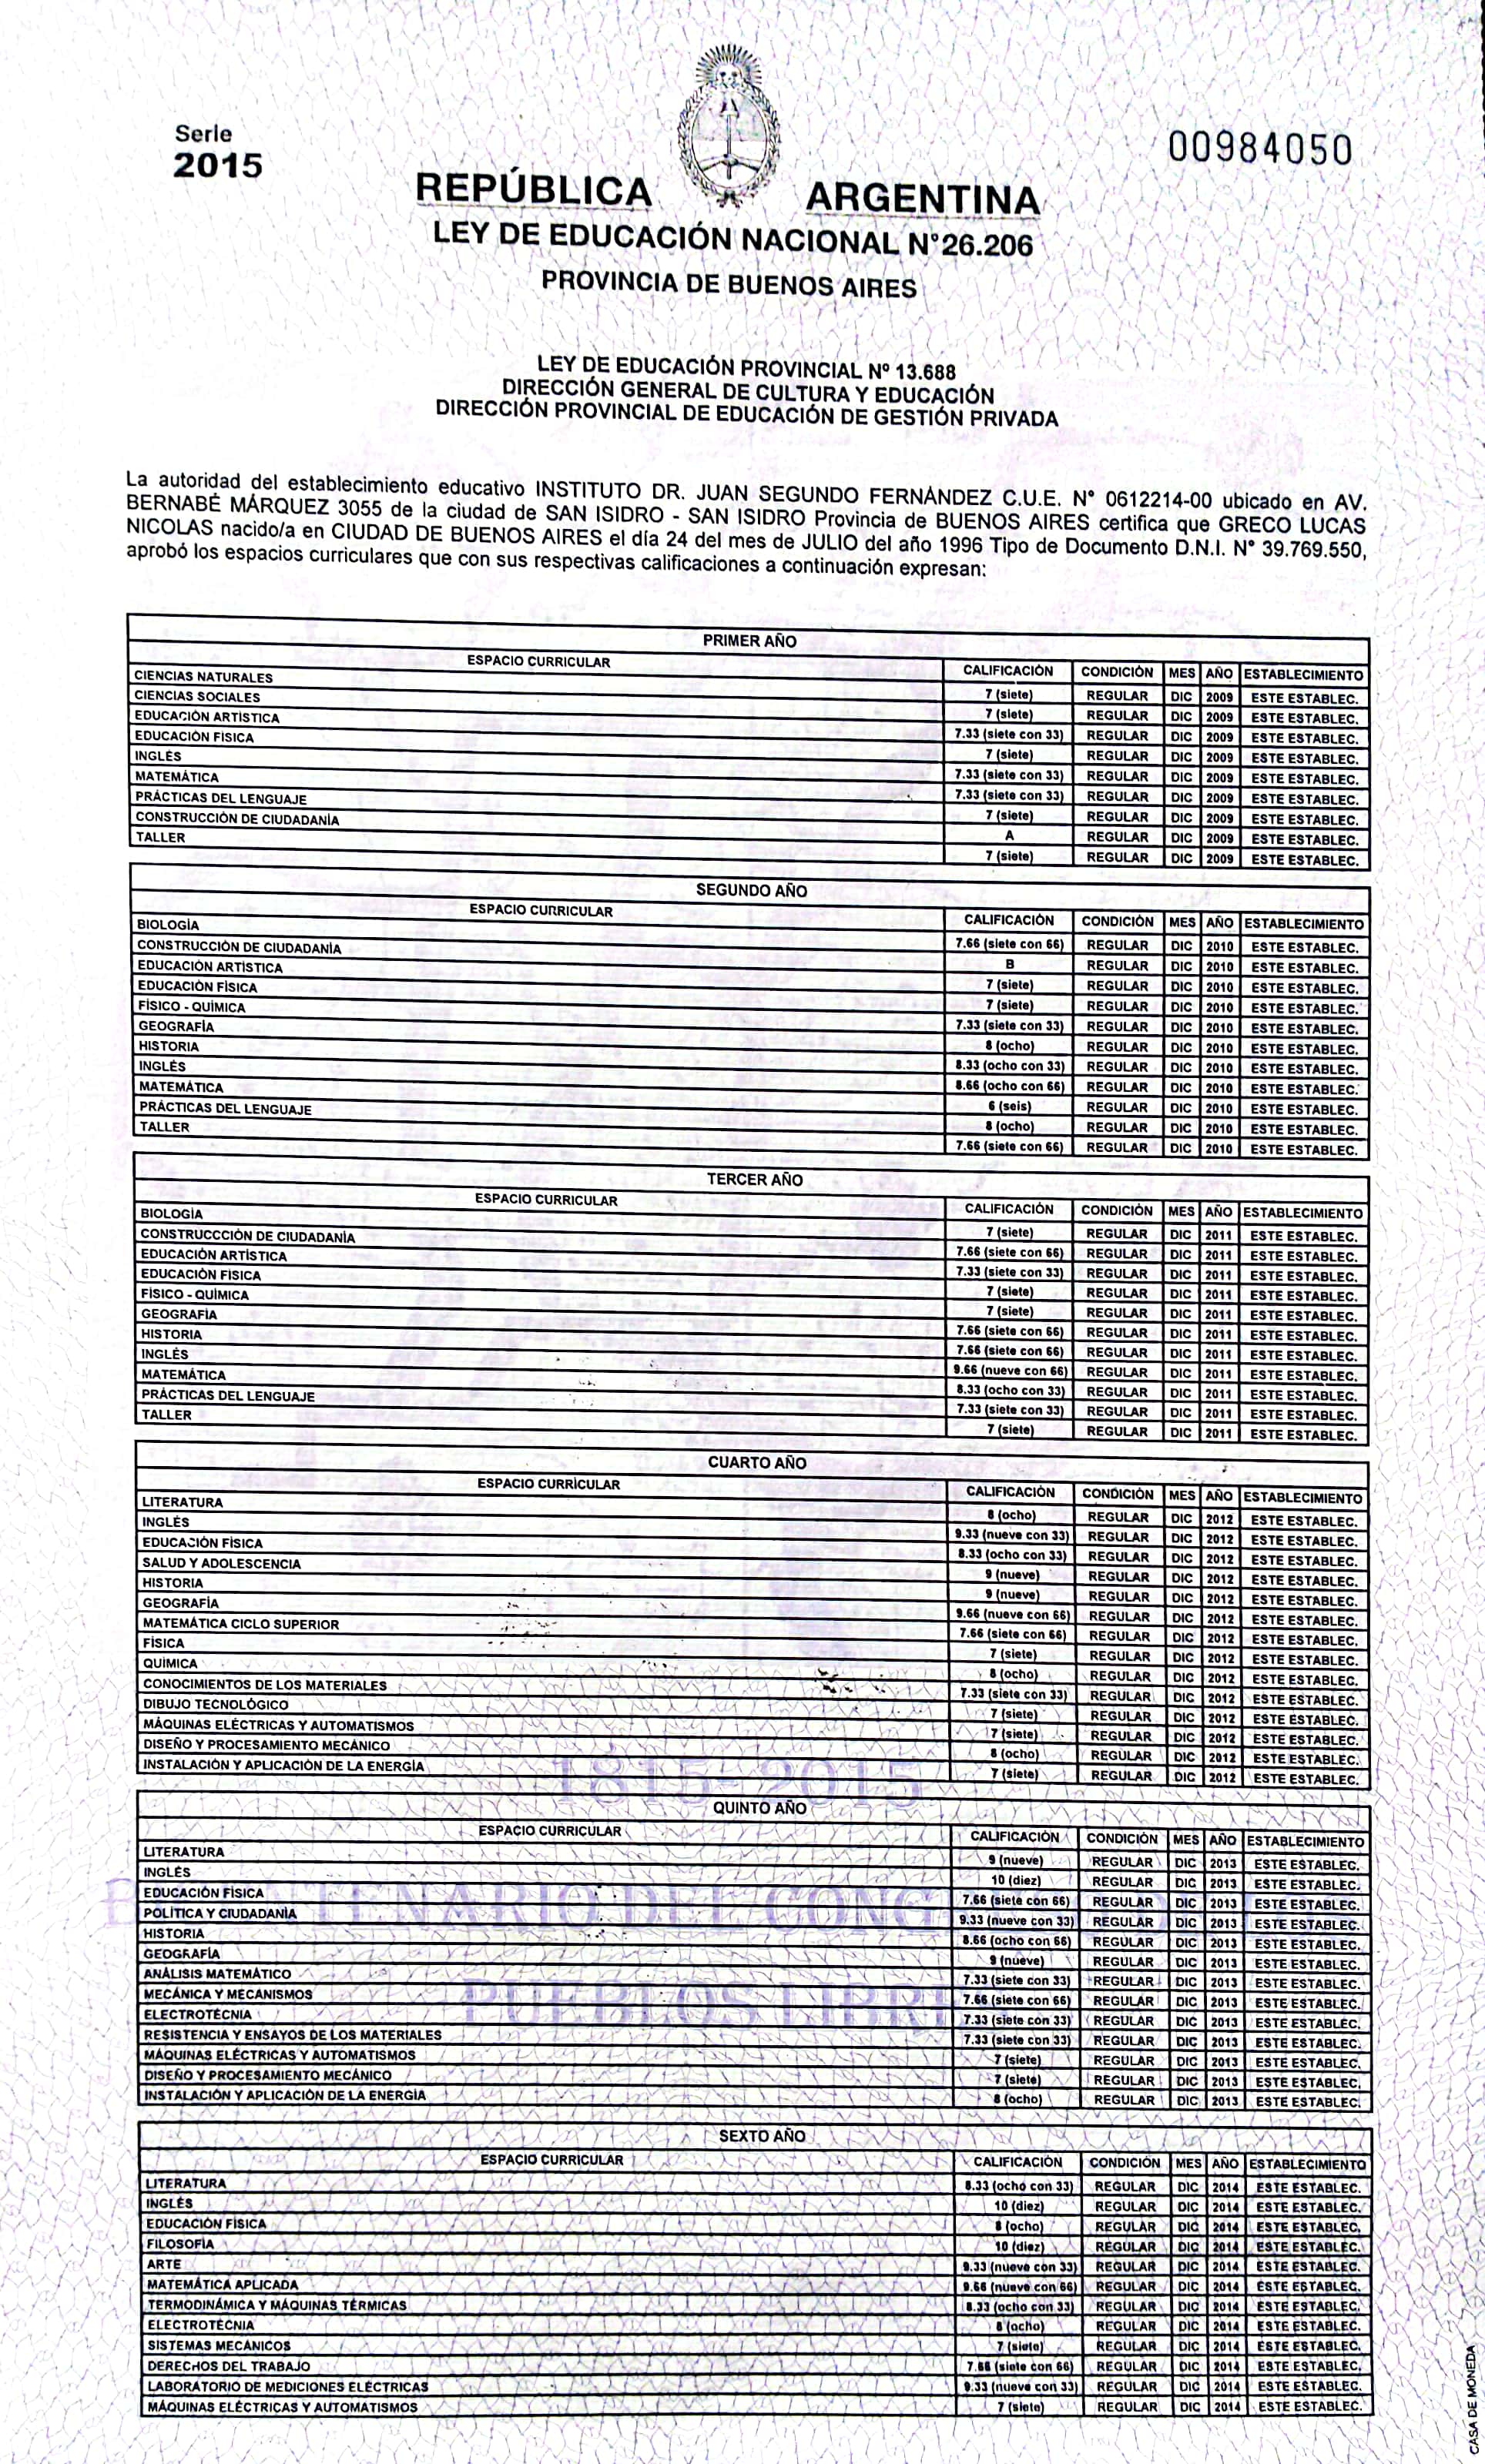 Serie
2015
00984050
REPÚBLICA ARGENTINA
LEY DE EDUCACIÓN NACIONAL N°26.206
PROVINCIA DE BUENOS AIRES
LEY DE EDUCACIÓN PROVINCIAL Nº 13.688
DIRECCIÓN GENERAL DE CULTURA Y EDUCACIÓN
DIRECCIÓN PROVINCIAL DE EDUCACIÓN DE GESTIÓN PRIVADA
La autoridad del establecimiento educativo INSTITUTO DR. JUAN SEGUNDO FERNÁNDEZ C.U.E. N° 0612214-00 ubicado en AV.
BERNABÉ MÁRQUEZ 3055 de la ciudad de SAN ISIDRO - SAN ISIDRO Provincia de BUENOS AIRES certifica que GRECO LUCAS
NICOLAS nacido/a en CIUDAD DE BUENOS AIRES el día 24 del mes de JULIO del año 1996 Tipo de Documento D.N.I. N° 39.769.550,
aprobó los espacios curriculares que con sus respectivas calificaciones a continuación expresan:
PRIMER AÑO
ESPACIO CURRICULAR CALIFICACIÓN CONDICIÓN MES AÑO ESTABLECIMIENTO
CIENCIAS NATURALES 7 (siete) REGULAR DIC 2009 ESTE ESTABLEC.
CIENCIAS SOCIALES 7 (siete) REGULAR DIC 2009 ESTE ESTABLEC.
EDUCACIÓN ARTÍSTICA 7.33 (siete con 33) REGULAR DIC 2009 ESTE ESTABLEC.
EDUCACIÓN FÍSICA 7 (siete) REGULAR DIC 2009 ESTE ESTABLEC.
INGLÉS 7.33 (siete con 33) REGULAR DIC 2009 ESTE ESTABLEC.
MATEMÁTICA 7.33 (siete con 33) REGULAR DIC 2009 ESTE ESTABLEC.
PRÁCTICAS DEL LENGUAJE 7 (siete) REGULAR DIC 2009 ESTE ESTABLEC.
CONSTRUCCIÓN DE CIUDADANÍA A REGULAR DIC 2009 ESTE ESTABLEC.
TALLER 7 (siete) REGULAR DIC 2009 ESTE ESTABLEC.
SEGUNDO AÑO
ESPACIO CURRICULAR CALIFICACIÓN CONDICIÓN MES AÑO ESTABLECIMIENTO
BIOLOGÍA 7.66 (siete con 66) REGULAR DIC 2010 ESTE ESTABLEC.
CONSTRUCCIÓN DE CIUDADANÍA B REGULAR DIC 2010 ESTE ESTABLEC.
EDUCACIÓN ARTÍSTICA 7 (siete) REGULAR DIC 2010 ESTE ESTABLEC.
EDUCACIÓN FÍSICA 7 (siete) REGULAR DIC 2010 ESTE ESTABLEC.
FÍSICO - QUÍMICA 7.33 (siete con 33) REGULAR DIC 2010 ESTE ESTABLEC.
GEOGRAFÍA 8 (ocho) REGULAR DIC 2010 ESTE ESTABLEC.
HISTORIA 8.33 (ocho con 33) REGULAR DIC 2010 ESTE ESTABLEC.
INGLÉS 8.66 (ocho con 66) REGULAR DIC 2010 ESTE ESTABLEC.
MATEMÁTICA 6 (seis) REGULAR DIC 2010 ESTE ESTABLEC.
PRÁCTICAS DEL LENGUAJE 8 (ocho) REGULAR DIC 2010 ESTE ESTABLEC.
TALLER 7.66 (siete con 66) REGULAR DIC 2010 ESTE ESTABLEC.
TERCER AÑO
ESPACIO CURRICULAR CALIFICACIÓN CONDICIÓN MES AÑO ESTABLECIMIENTO
BIOLOGÍA 7 (siete) REGULAR DIC 2011 ESTE ESTABLEC.
CONSTRUCCCIÓN DE CIUDADANÍA 7.66 (siete con 66) REGULAR DIC 2011 ESTE ESTABLEC.
EDUCACIÓN ARTÍSTICA 7.33 (siete con 33) REGULAR DIC 2011 ESTE ESTABLEC.
EDUCACIÓN FÍSICA 7 (siete) REGULAR DIC 2011 ESTE ESTABLEC.
FÍSICO - QUÍMICA 7 (siete) REGULAR DIC 2011 ESTE ESTABLEC.
GEOGRAFÍA 7.66 (siete con 66) REGULAR DIC 2011 ESTE ESTABLEC.
HISTORIA 7.66 (siete con 66) REGULAR DIC 2011 ESTE ESTABLEC.
INGLÉS 9.66 (nueve con 66) REGULAR DIC 2011 ESTE ESTABLEC.
MATEMÁTICA 8.33 (ocho con 33) REGULAR DIC 2011 ESTE ESTABLEC.
PRÁCTICAS DEL LENGUAJE 7.33 (siete con 33) REGULAR DIC 2011 ESTE ESTABLEC.
TALLER 7 (siete) REGULAR DIC 2011 ESTE ESTABLEC.
CUARTO AÑO
ESPACIO CURRICULAR CALIFICACIÓN CONDICIÓN MES AÑO ESTABLECIMIENTO
LITERATURA 8 (ocho) REGULAR DIC 2012 ESTE ESTABLEC.
INGLÉS 9.33 (nueve con 33) REGULAR DIC 2012 ESTE ESTABLEC.
EDUCACIÓN FÍSICA 8.33 (ocho con 33) REGULAR DIC 2012 ESTE ESTABLEC.
SALUD Y ADOLESCENCIA 9 (nueve) REGULAR DIC 2012 ESTE ESTABLEC.
HISTORIA 9 (nueve) REGULAR DIC 2012 ESTE ESTABLEC.
GEOGRAFÍA 9.66 (nueve con 66) REGULAR DIC 2012 ESTE ESTABLEC.
MATEMÁTICA CICLO SUPERIOR 7.66 (siete con 66) REGULAR DIC 2012 ESTE ESTABLEC.
FÍSICA 7 (siete) REGULAR DIC 2012 ESTE ESTABLEC.
QUÍMICA 8 (ocho) REGULAR DIC 2012 ESTE ESTABLEC.
CONOCIMIENTOS DE LOS MATERIALES 7.33 (siete con 33) REGULAR DIC 2012 ESTE ESTABLEC.
DIBUJO TECNOLÓGICO 7 (siete) REGULAR DIC 2012 ESTE ESTABLEC.
MÁQUINAS ELÉCTRICAS Y AUTOMATISMOS 7 (siete) REGULAR DIC 2012 ESTE ESTABLEC.
DISEÑO Y PROCESAMIENTO MECÁNICO 8 (ocho) REGULAR DIC 2012 ESTE ESTABLEC.
INSTALACIÓN Y APLICACIÓN DE LA ENERGÍA 7 (siete) REGULAR DIC 2012 ESTE ESTABLEC.
1815-2015
QUINTO AÑO
ESPACIO CURRICULAR CALIFICACIÓN CONDICIÓN MES AÑO ESTABLECIMIENTO
LITERATURA 9 (nueve) REGULAR DIC 2013 ESTE ESTABLEC.
INGLÉS 10 (diez) REGULAR DIC 2013 ESTE ESTABLEC.
EDUCACIÓN FÍSICA 7.66 (siete con 66) REGULAR DIC 2013 ESTE ESTABLEC.
POLÍTICA Y CIUDADANÍA 9.33 (nueve con 33) REGULAR DIC 2013 ESTE ESTABLEC.
HISTORIA 8.66 (ocho con 66) REGULAR DIC 2013 ESTE ESTABLEC.
GEOGRAFÍA 9 (nueve) REGULAR DIC 2013 ESTE ESTABLEC.
ANÁLISIS MATEMÁTICO 7.33 (siete con 33) REGULAR DIC 2013 ESTE ESTABLEC.
MECÁNICA Y MECANISMOS 7.66 (siete con 66) REGULAR DIC 2013 ESTE ESTABLEC.
ELECTROTÉCNIA 7.33 (siete con 33) REGULAR DIC 2013 ESTE ESTABLEC.
RESISTENCIA Y ENSAYOS DE LOS MATERIALES 7.33 (siete con 33) REGULAR DIC 2013 ESTE ESTABLEC.
MÁQUINAS ELÉCTRICAS Y AUTOMATISMOS 7 (siete) REGULAR DIC 2013 ESTE ESTABLEC.
DISEÑO Y PROCESAMIENTO MECÁNICO 7 (siete) REGULAR DIC 2013 ESTE ESTABLEC.
INSTALACIÓN Y APLICACIÓN DE LA ENERGÍA 8 (ocho) REGULAR DIC 2013 ESTE ESTABLEC.
SEXTO AÑO
ESPACIO CURRICULAR CALIFICACIÓN CONDICIÓN MES AÑO ESTABLECIMIENTO
LITERATURA 8.33 (ocho con 33) REGULAR DIC 2014 ESTE ESTABLEC.
INGLÉS 10 (diez) REGULAR DIC 2014 ESTE ESTABLEC.
EDUCACIÓN FÍSICA 8 (ocho) REGULAR DIC 2014 ESTE ESTABLEC.
FILOSOFÍA 10 (diez) REGULAR DIC 2014 ESTE ESTABLEC.
ARTE 9.33 (nueve con 33) REGULAR DIC 2014 ESTE ESTABLEC.
MATEMÁTICA APLICADA 9.66 (nueve con 66) REGULAR DIC 2014 ESTE ESTABLEC.
TERMODINÁMICA Y MÁQUINAS TÉRMICAS 8.33 (ocho con 33) REGULAR DIC 2014 ESTE ESTABLEC.
ELECTROTÉCNIA 8 (ocho) REGULAR DIC 2014 ESTE ESTABLEC.
SISTEMAS MECÁNICOS 7 (siete) REGULAR DIC 2014 ESTE ESTABLEC.
DERECHOS DEL TRABAJO 7.66 (siete con 66) REGULAR DIC 2014 ESTE ESTABLEC.
LABORATORIO DE MEDICIONES ELÉCTRICAS 9.33 (nueve con 33) REGULAR DIC 2014 ESTE ESTABLEC.
MÁQUINAS ELÉCTRICAS Y AUTOMATISMOS 7 (siete) REGULAR DIC 2014 ESTE ESTABLEC.
CASA DE MONEDA